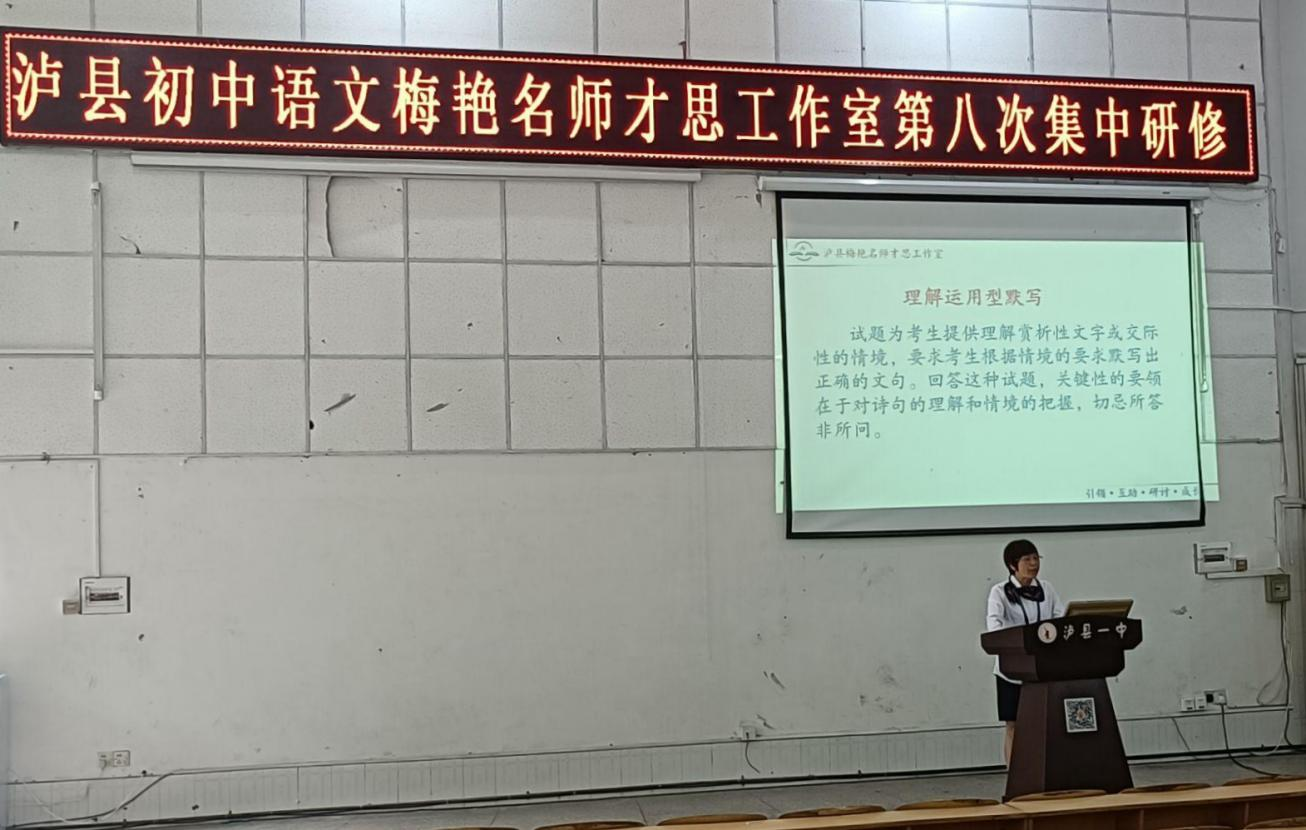 泸县初中语文梅艳名师才思工作室第八次集中研修
泸县梅艳名师才思工作室
理解运用型默写
试题为考生提供理解赏析性文字或交际
性的情境，要求考生根据情境的要求默写出
正确的文句。回答这种试题，关键性的要领
在于对诗句的理解和情境的把握，切忌所答
非所问。
引领·互助·研讨·成长
泸县一中